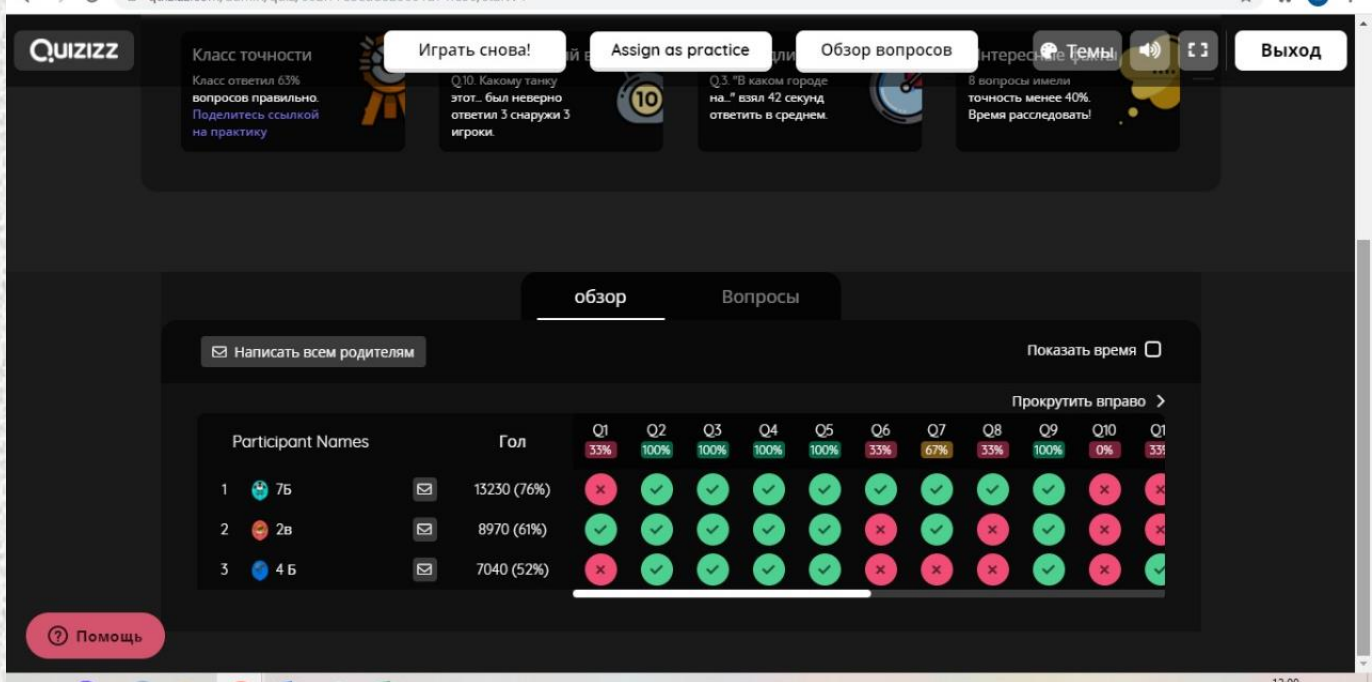 QUIZIZZ
Играть снова!
Assign as practice
Обзор вопросов
Темы
Выход
Класс точности
Класс ответил 63%
вопросов правильно.
Поделитесь ссылкой
на практику
Q.10. Какому танку
этот... был неверно
ответил 3 снаружи 3
игроки.
10
Q.3. "В каком городе
на..." взял 42 секунд
ответить в среднем.
8 вопросы имели
точность менее 40%.
Время расследовать!
обзор
Вопросы
Написать всем родителям
Показать время
Прокрутить вправо >
Participant Names Гол Q1 Q2 Q3 Q4 Q5 Q6 Q7 Q8 Q9 Q10
33% 100% 100% 100% 100% 33% 67% 33% 100% 0%
1 7Б 13230 (76%)
2 2в 8970 (61%)
3 4 Б 7040 (52%)
Помощь